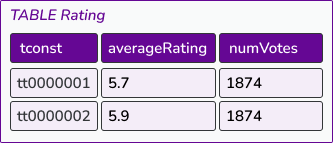 TABLE Rating
tconst averageRating numVotes
tt0000001 5.7 1874
tt0000002 5.9 1874